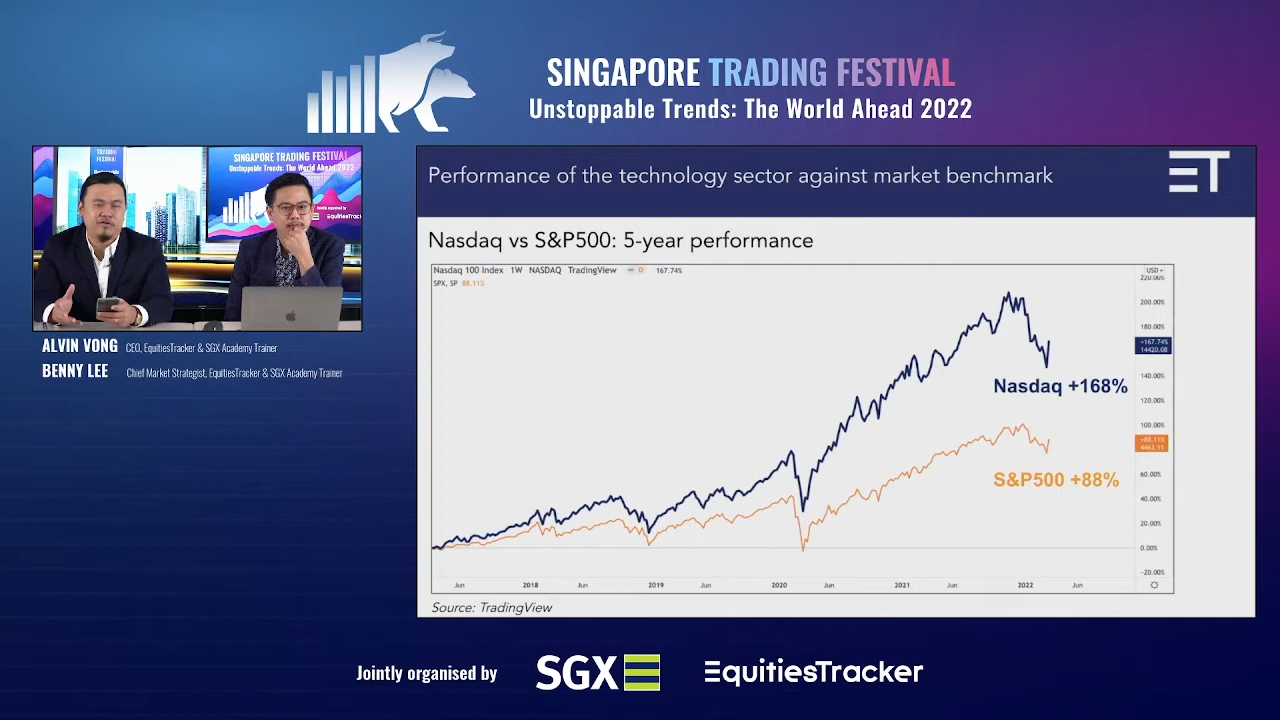 SINGAPORE TRADING FESTIVAL
Unstoppable Trends: The World Ahead 2022
TRADING
FESTIVAL
SINGAPORE TRADING FESTIVAL
Unstoppable Trends: The World Ahead 2022
EquitiesTrac
ALVIN VONG CEO, EquitiesTracker & SGX Academy Trainer
BENNY LEE Chief Market Strategist, EquitiesTracker & SGX Academy Trainer
Performance of the technology sector against market benchmark
ET
Nasdaq vs S&P500: 5-year performance
Nasdaq 100 Index · 1W NASDAQ TradingView D 167.74%
SPX, SP 88.11%
USD
220.00%
200.00%
180.00%
+167.74%
14420.08
140.00%
120.00%
100.00%
+88.11%
4463.11
60.00%
40.00%
20.00%
0.00%
-20.00%
Nasdaq +168%
S&P500 +88%
Jun 2018 Jun 2019 Jun 2020 Jun 2021 Jun 2022 Jun
Source: TradingView
Jointly organised by SGX EquitiesTracker